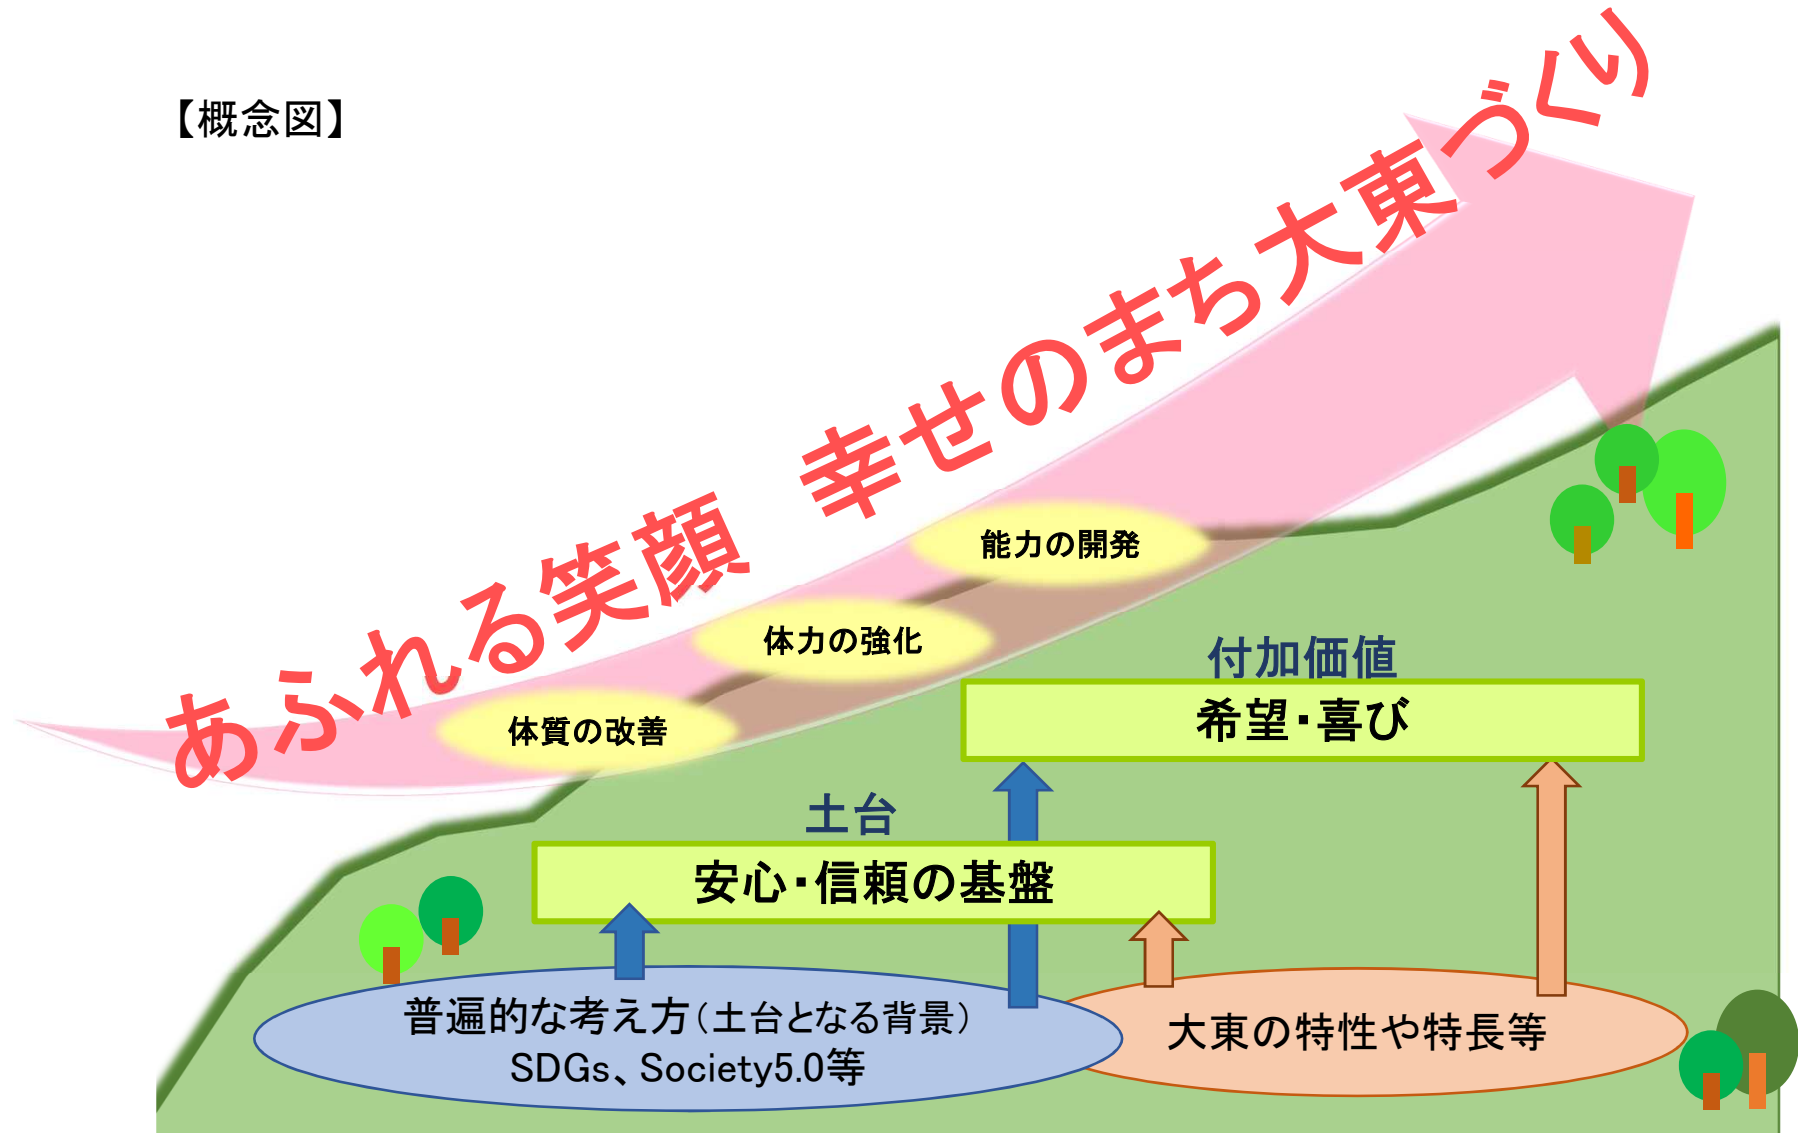 【概念図】
あふれる笑顔　幸せのまち大東づくり
能力の開発
体力の強化
体質の改善
付加価値
希望・喜び
土台
安心・信頼の基盤
普遍的な考え方（土台となる背景）
SDGs、Society5.0等
大東の特性や特長等